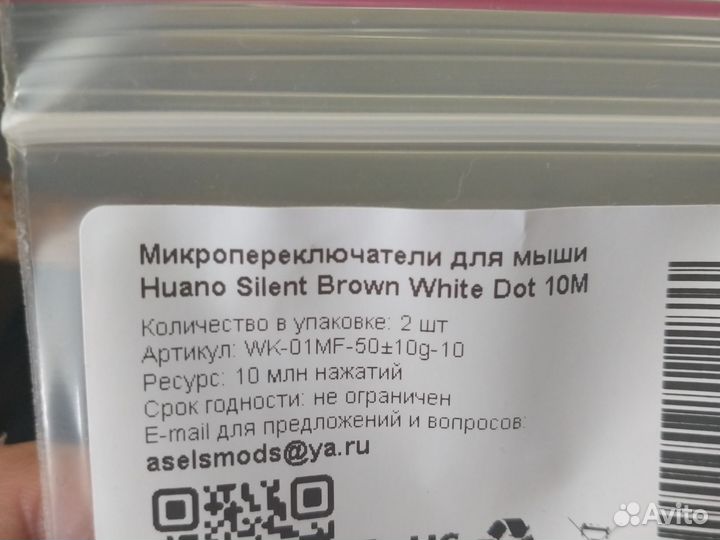 Микропереключатели для мыши
Huano Silent Brown White Dot 10M
Количество в упаковке: 2 шт
Артикул: WK-01MF-50±10g-10
Ресурс: 10 млн нажатий
Срок годности: не ограничен
E-mail для предложений и вопросов:
aselsmods@ya.ru
Avito